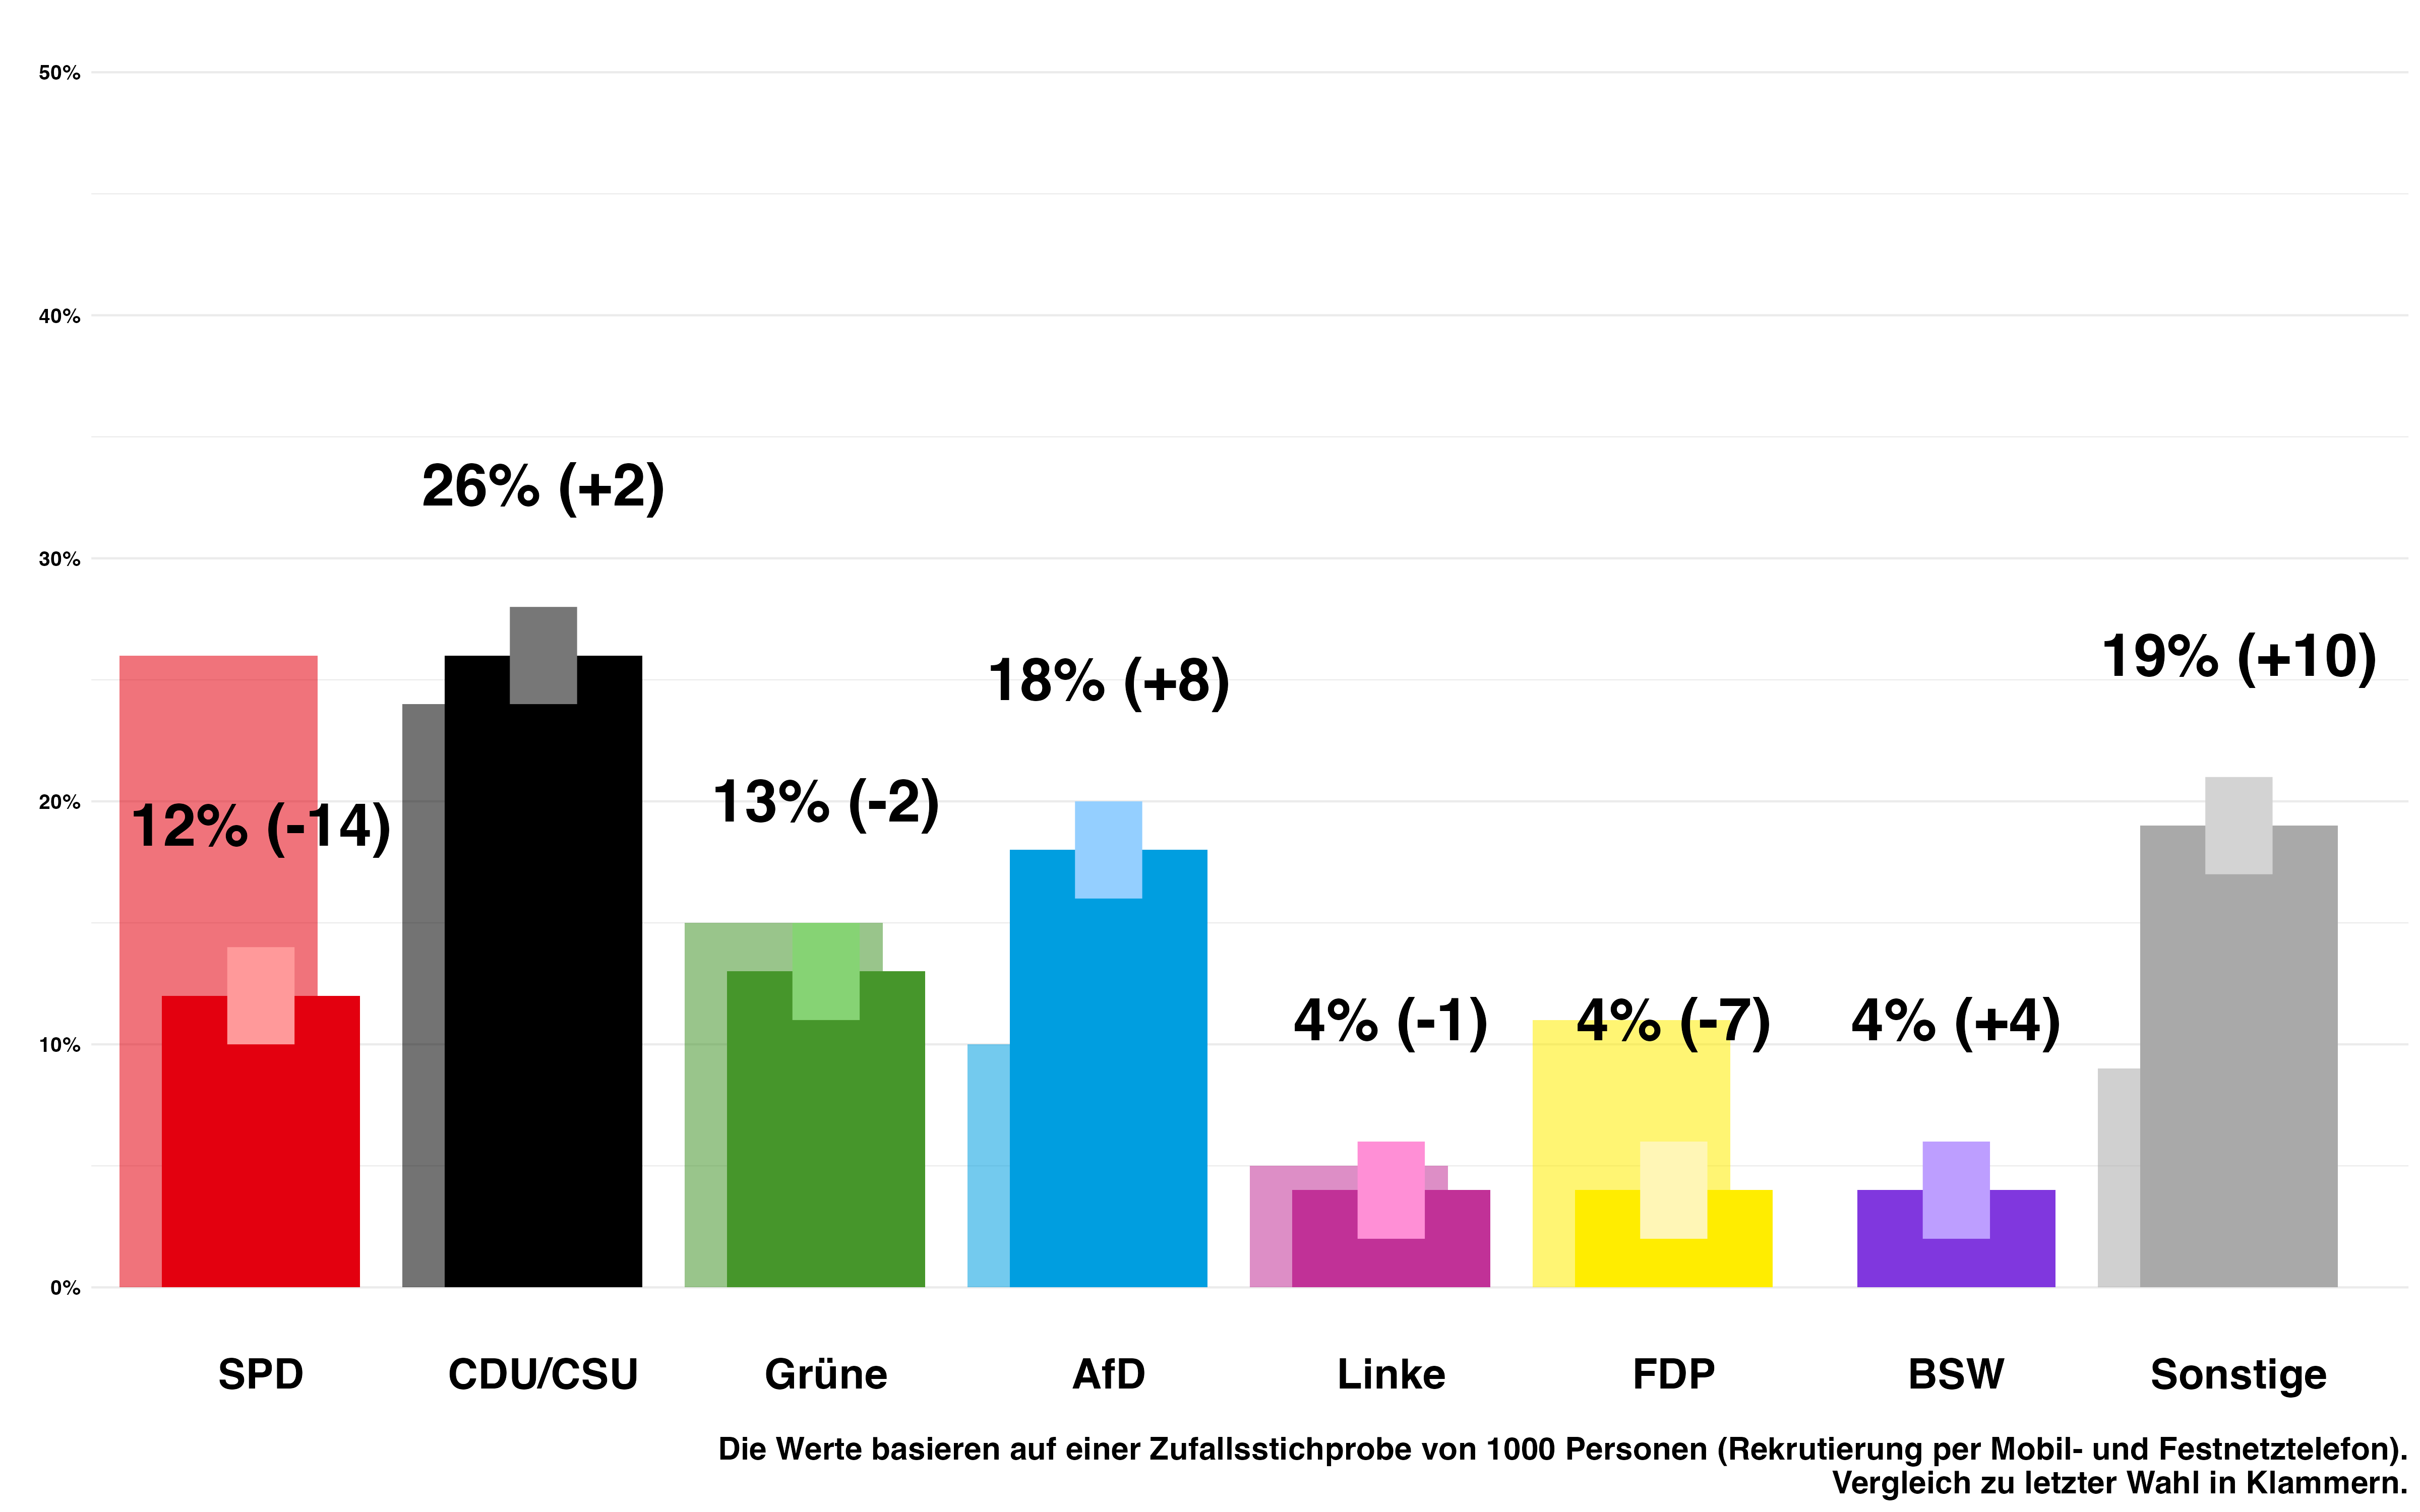 50%
40%
30%
20%
10%
0%
26% (+2)
19% (+10)
18% (+8)
13% (-2)
12% (-14)
4% (-1)
4% (-7)
4% (+4)
SPD
CDU/CSU
Grüne
AfD
Linke
FDP
BSW
Sonstige
Die Werte basieren auf einer Zufallsstichprobe von 1000 Personen (Rekrutierung per Mobil- und Festnetztelefon).
Vergleich zu letzter Wahl in Klammern.